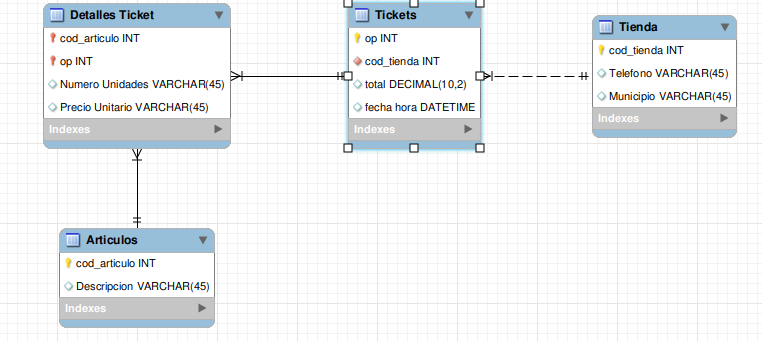 Detalles Ticket
cod_articulo INT
op INT
Numero Unidades VARCHAR(45)
Precio Unitario VARCHAR(45)
Indexes
Tickets
op INT
cod_tienda INT
total DECIMAL(10,2)
fecha hora DATETIME
Indexes
Tienda
cod_tienda INT
Telefono VARCHAR(45)
Municipio VARCHAR(45)
Indexes
Articulos
cod_articulo INT
Descripcion VARCHAR(45)
Indexes